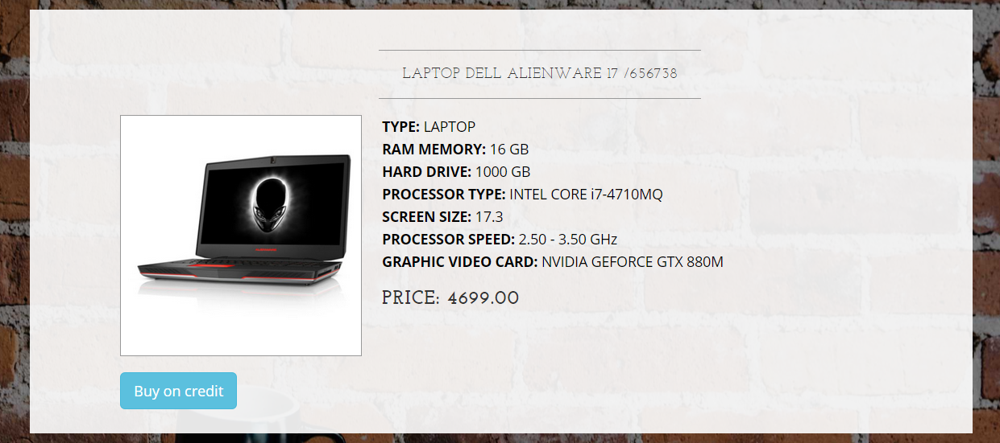 LAPTOP DELL ALIENWARE 17 /656738
TYPE: LAPTOP
RAM MEMORY: 16 GB
HARD DRIVE: 1000 GB
PROCESSOR TYPE: INTEL CORE i7-4710MQ
SCREEN SIZE: 17.3
PROCESSOR SPEED: 2.50 - 3.50 GHz
GRAPHIC VIDEO CARD: NVIDIA GEFORCE GTX 880M
PRICE: 4699.00
Buy on credit